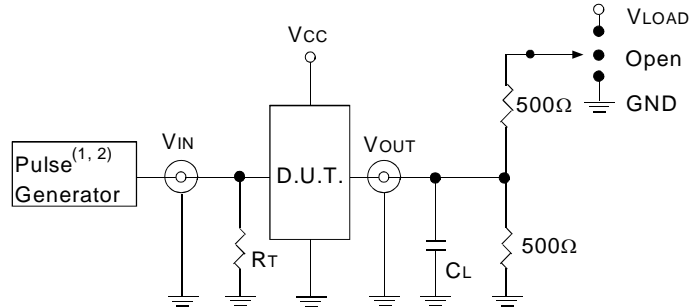 VLOAD
VCC
Open
500Ω
GND
VIN
VOUT
Pulse(1, 2)
Generator
D.U.T.
RT
CL
500Ω